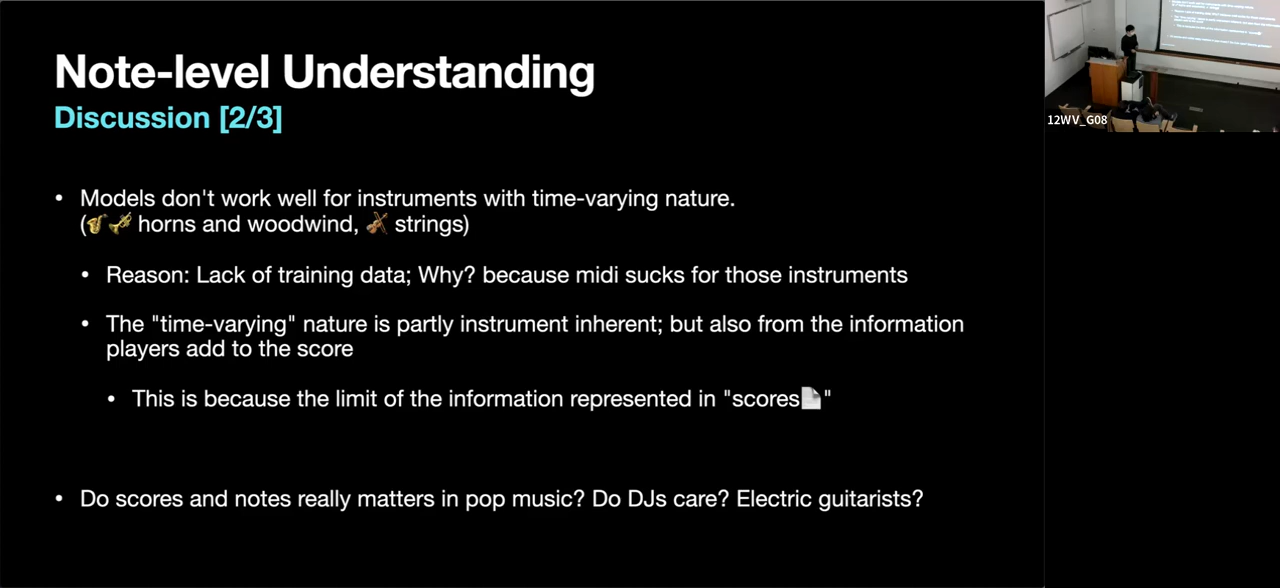 Note-level Understanding
Discussion [2/3]
• Models don't work well for instruments with time-varying nature.
(🎷🎺 horns and woodwind, 🎻 strings)
• Reason: Lack of training data; Why? because midi sucks for those instruments
• The "time-varying" nature is partly instrument inherent; but also from the information
players add to the score
• This is because the limit of the information represented in "scores📄"
• Do scores and notes really matters in pop music? Do DJs care? Electric guitarists?
12WV_G08